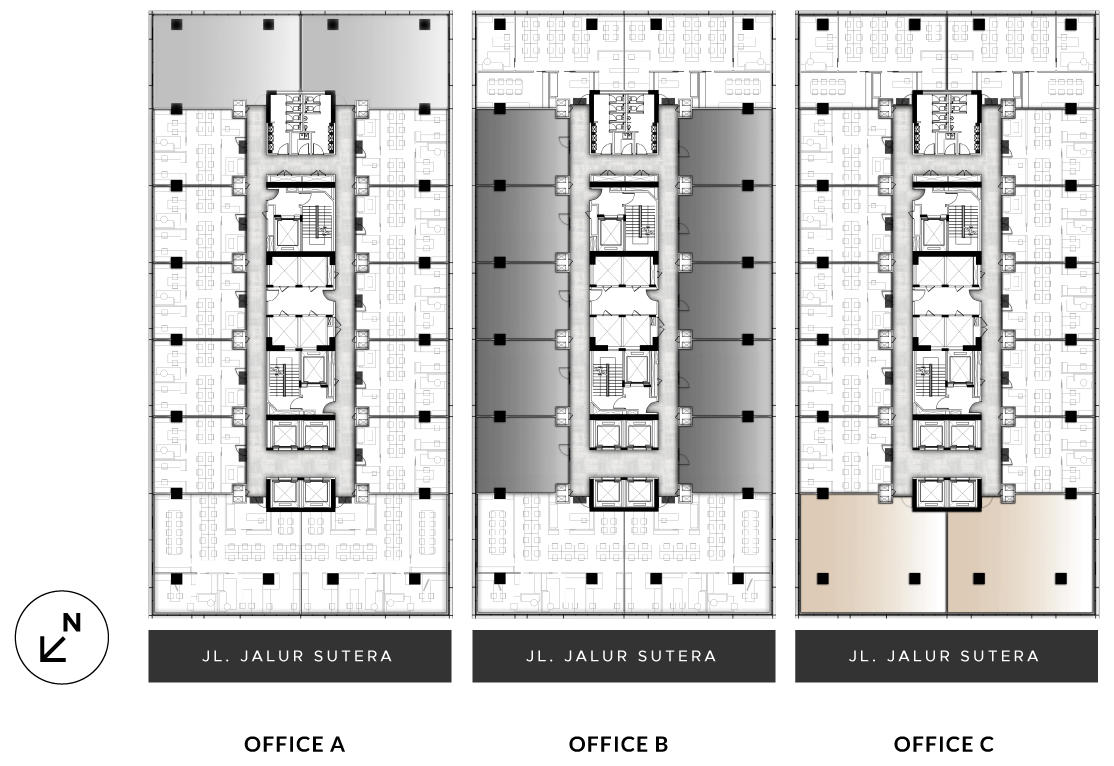 N
JL. JALUR SUTERA
JL. JALUR SUTERA
JL. JALUR SUTERA
OFFICE A
OFFICE B
OFFICE C